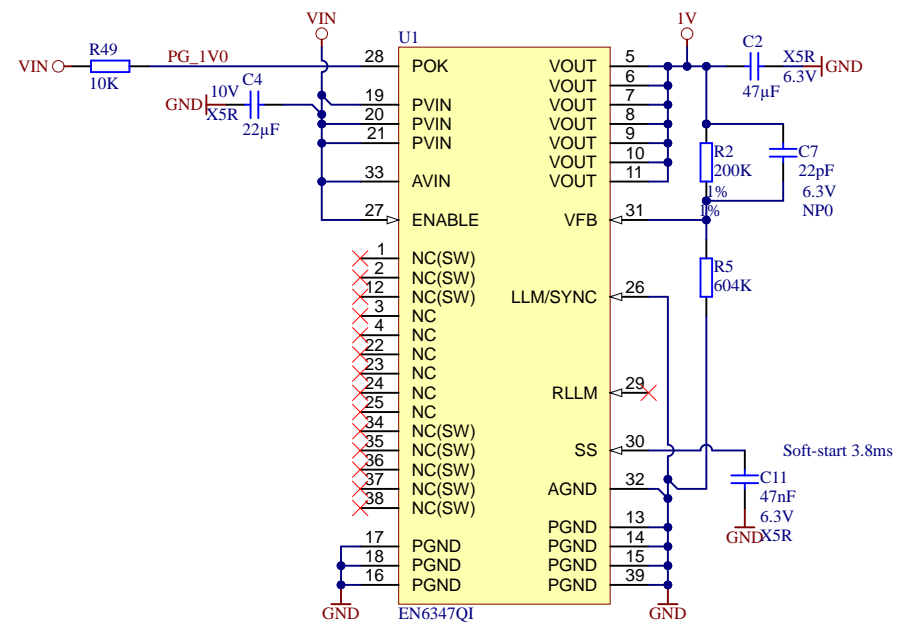 VIN
VIN
R49
10K
PG_1V0
GND
10V
X5R
C4
22µF
U1
28
POK
19
PVIN
20
PVIN
21
PVIN
33
AVIN
27
ENABLE
1
NC(SW)
2
NC(SW)
12
NC(SW)
3
NC
4
NC
22
NC
23
NC
24
NC
25
NC
34
NC(SW)
35
NC(SW)
36
NC(SW)
37
NC(SW)
38
NC(SW)
17
PGND
18
PGND
16
PGND
GND
EN6347QI
VOUT
5
VOUT
6
VOUT
7
VOUT
8
VOUT
9
VOUT
10
VOUT
11
VFB
31
LLM/SYNC
26
RLLM
29
SS
30
AGND
32
PGND
13
PGND
14
PGND
15
PGND
39
GND
1V
C2
47µF
X5R
6.3V
GND
R2
200K
1%
1%
C7
22pF
6.3V
NP0
R5
604K
Soft-start 3.8ms
C11
47nF
6.3V
X5R
GND